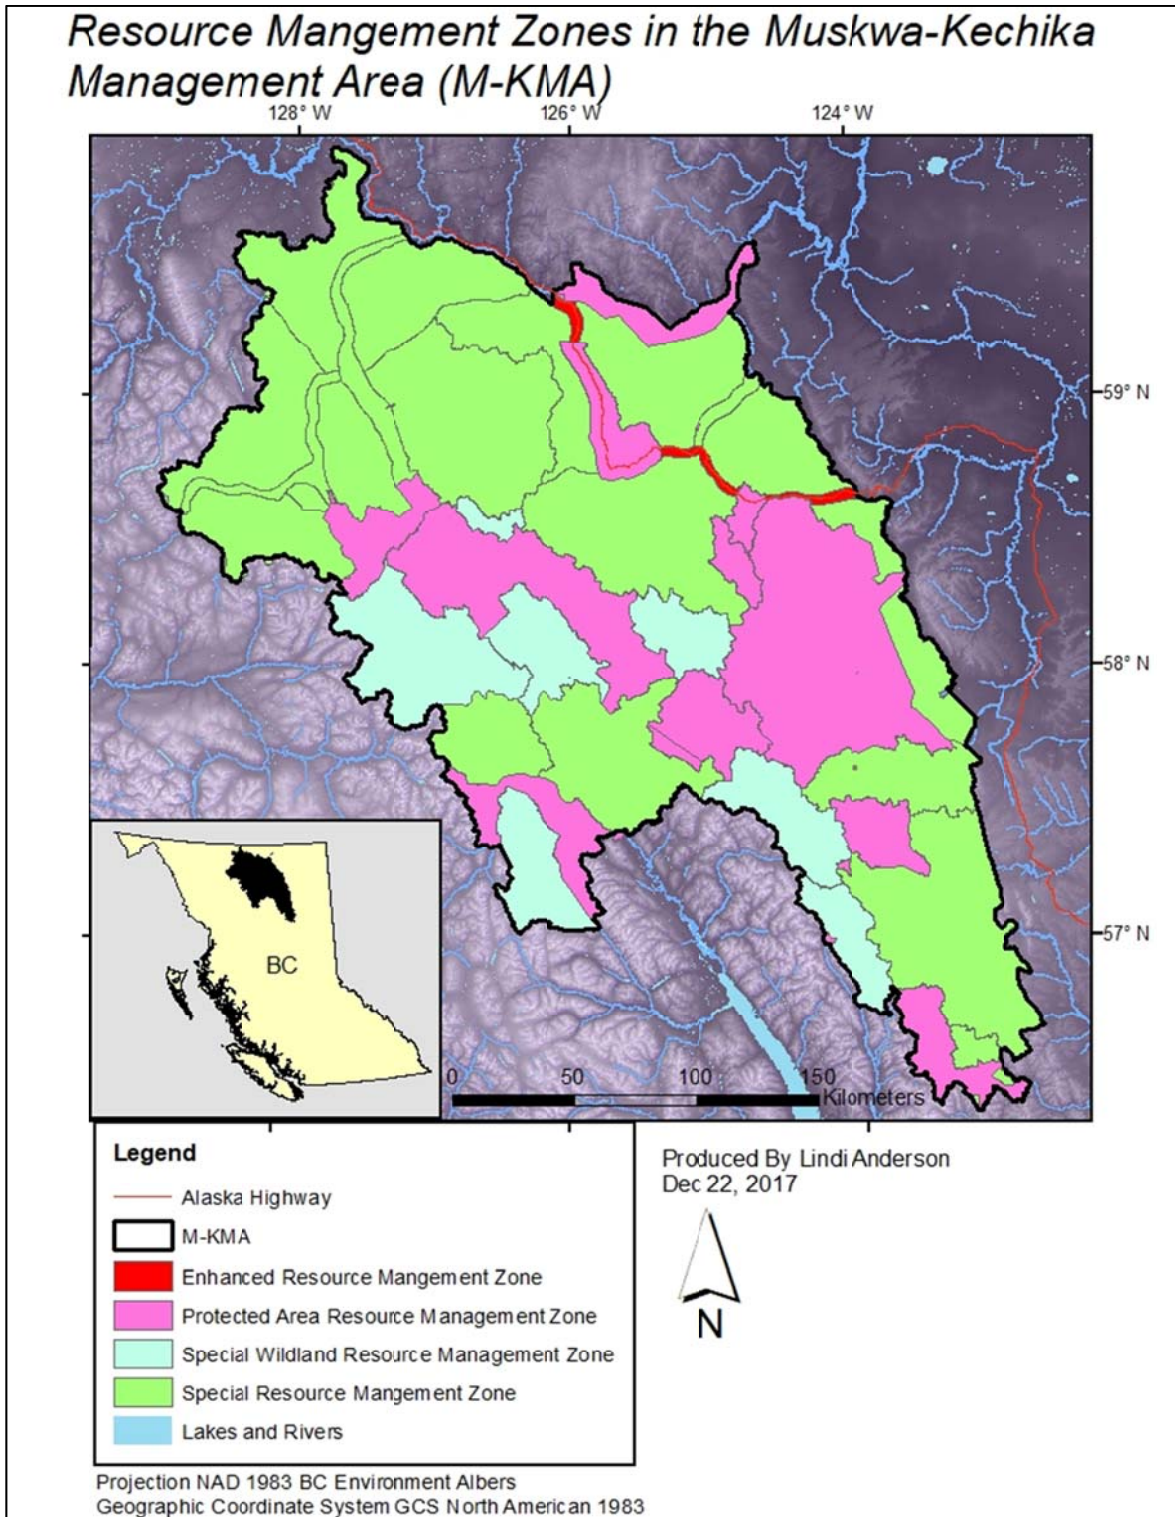 Resource Mangement Zones in the Muskwa-Kechika
Management Area (M-KMA)
128° W
126° W
124° W
59° N
58° N
57° N
BC
0
50
100
150
Kilometers
Legend
Alaska Highway
M-KMA
Enhanced Resource Mangement Zone
Protected Area Resource Management Zone
Special Wildland Resource Management Zone
Special Resource Mangement Zone
Lakes and Rivers
Produced By Lindi Anderson
Dec 22, 2017
N
Projection NAD 1983 BC Environment Albers
Geographic Coordinate System GCS North American 1983